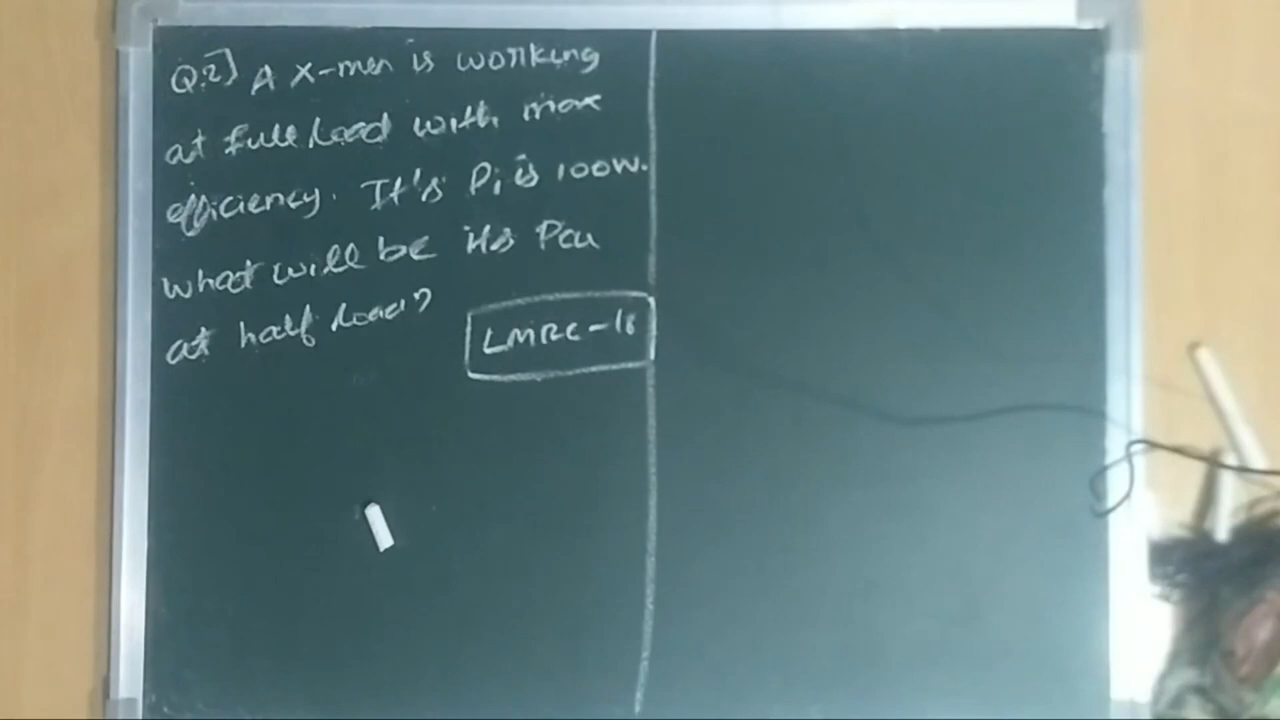 Q.2] A X-mer is working
at full load with max
efficiency. It's Pi is 100W.
what will be its Pcu
at half load?
LMRC-16